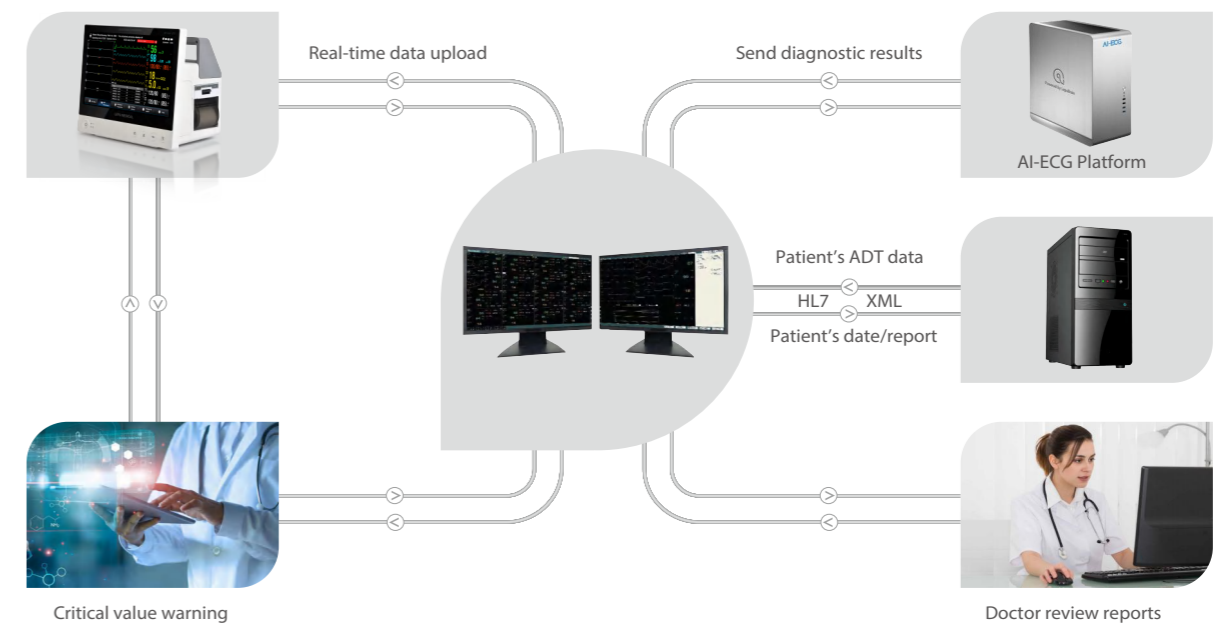 Real-time data upload
Send diagnostic results
AI-ECG
AI-ECG Platform
Patient's ADT data
HL7 XML
Patient's date/report
Critical value warning
Doctor review reports